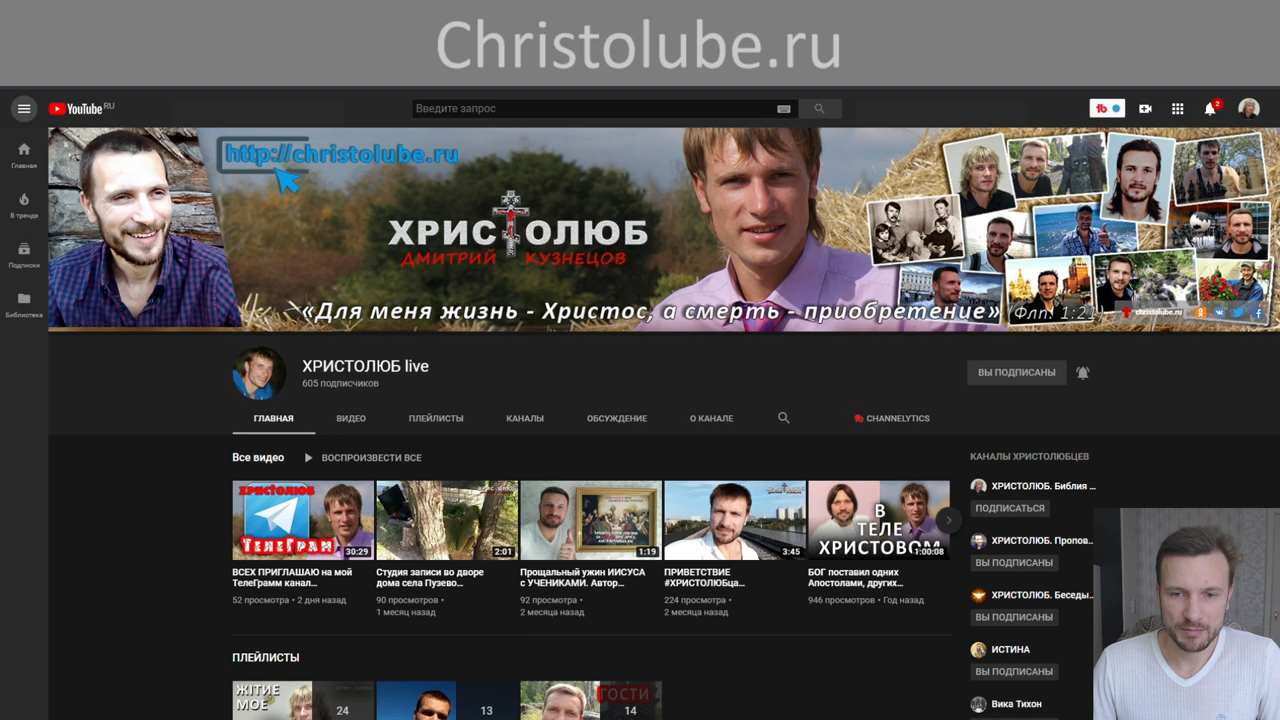 Christolube.ru
YouTube RU
Введите запрос
2
Главная
В тренде
Подписки
Библиотека
http://christolube.ru
ХРИСТОЛЮБ
ДМИТРИЙ КУЗНЕЦОВ
«Для меня жизнь - Христос, а смерть - приобретение» (Флп. 1:21)
christolube.ru
ХРИСТОЛЮБ live
605 подписчиков
ВЫ ПОДПИСАНЫ
ГЛАВНАЯ ВИДЕО ПЛЕЙЛИСТЫ КАНАЛЫ ОБСУЖДЕНИЕ О КАНАЛЕ CHANNELYTICS
Все видео ВОСПРОИЗВЕСТИ ВСЕ
ХРИСТОЛЮБ
ТЕЛЕГРАМ
30:29
2:01
1:19
3:45
В
ТЕЛЕ
ХРИСТОВОМ
1:00:08
ВСЕХ ПРИГЛАШАЮ на мой
ТелеГрамм канал...
52 просмотра • 2 дня назад
Студия записи во дворе
дома села Пузево...
90 просмотров •
1 месяц назад
Прощальный ужин ИИСУСА
с УЧЕНИКАМИ. Автор...
92 просмотра •
2 месяца назад
ПРИВЕТСТВИЕ
#ХРИСТОЛЮБца...
224 просмотра •
2 месяца назад
БОГ поставил одних
Апостолами, других...
946 просмотров • Год назад
КАНАЛЫ ХРИСТОЛЮБЦЕВ
ХРИСТОЛЮБ. Библия ...
ПОДПИСАТЬСЯ
ХРИСТОЛЮБ. Пропов...
ВЫ ПОДПИСАНЫ
ХРИСТОЛЮБ. Беседы...
ВЫ ПОДПИСАНЫ
ИСТИНА
ВЫ ПОДПИСАНЫ
Вика Тихон
ПЛЕЙЛИСТЫ
ЖІТИЕ
МОЕ
24
13
ГОСТИ
14